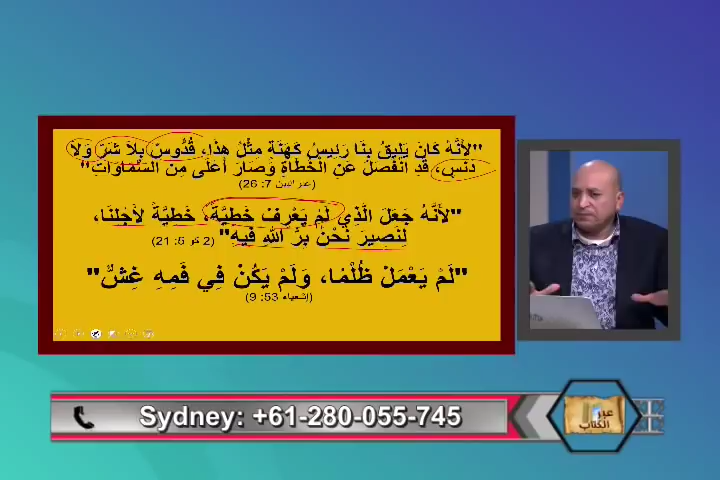 "لأَنَّهُ كَانَ يَلِيقُ بِنَا رَئِيسُ كَهَنَةٍ مِثْلُ هذَا، قُدُّوسٌ بِلاَ شَرّ وَلاَ
دَنَسٍ، قَدِ انْفَصَلَ عَنِ الْخُطَاةِ وَصَارَ أَعْلَى مِنَ السَّمَاوَاتِ"
(عبرانيين 7: 26)
"لأَنَّهُ جَعَلَ الَّذِي لَمْ يَعْرِفْ خَطِيَّةً، خَطِيَّةً لأَجْلِنَا،
لِنَصِيرَ نَحْنُ بِرَّ اللهِ فِيهِ" (2 كو 5: 21)
"لَمْ يَعْمَلْ ظُلْمًا، وَلَمْ يَكُنْ فِي فَمِهِ غِشٌّ"
(إشعياء 53: 9)
Sydney: +61-280-055-745
عبر
الكتاب